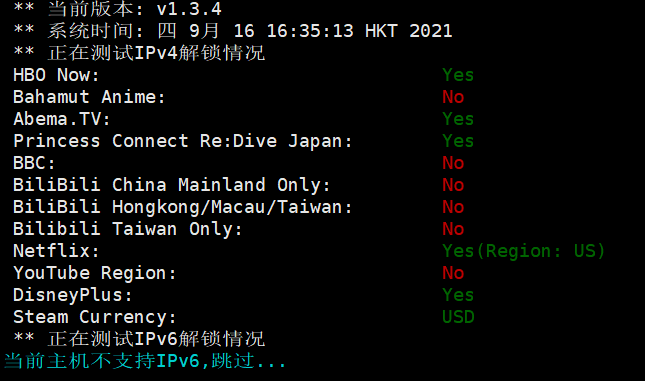 ** 当前版本: v1.3.4
** 系统时间: 四 9月 16 16:35:13 HKT 2021
** 正在测试IPv4解锁情况
HBO Now: Yes
Bahamut Anime: No
Abema.TV: Yes
Princess Connect Re:Dive Japan: Yes
BBC: No
BiliBili China Mainland Only: No
BiliBili Hongkong/Macau/Taiwan: No
Bilibili Taiwan Only: No
Netflix: Yes(Region: US)
YouTube Region: No
DisneyPlus: Yes
Steam Currency: USD
** 正在测试IPv6解锁情况
当前主机不支持IPv6,跳过...